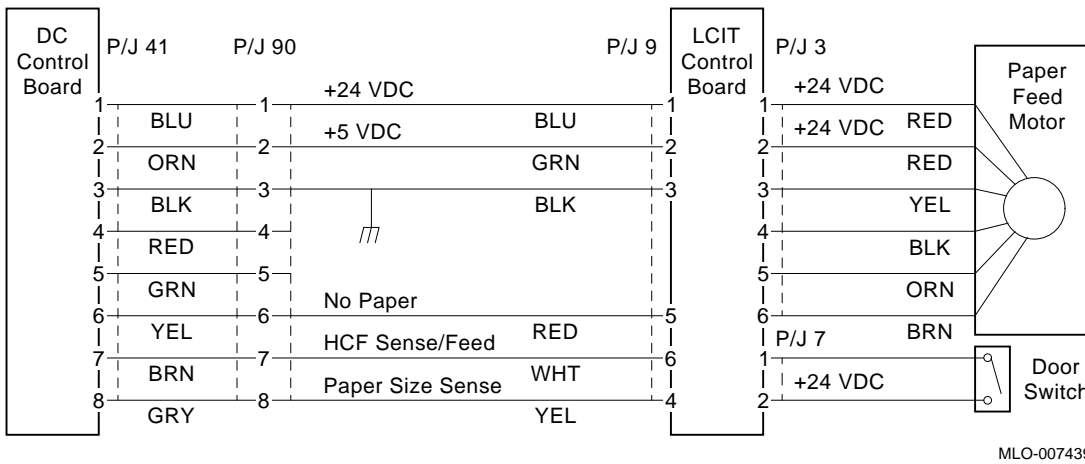 DC
Control
Board
P/J 41
P/J 90
P/J 9
LCIT
Control
Board
P/J 3
Paper
Feed
Motor
1 1 +24 VDC 1 1 +24 VDC
BLU BLU RED
2 2 +5 VDC 2 2 +24 VDC
ORN GRN RED
3 3 3 3
BLK BLK YEL
4 4 4
RED BLK
5 5 5
GRN ORN
6 6 No Paper 5 6
YEL RED BRN
P/J 7
7 7 HCF Sense/Feed 6 1
BRN WHT
8 8 Paper Size Sense 4 2 +24 VDC
GRY YEL
Door
Switch
MLO-007439